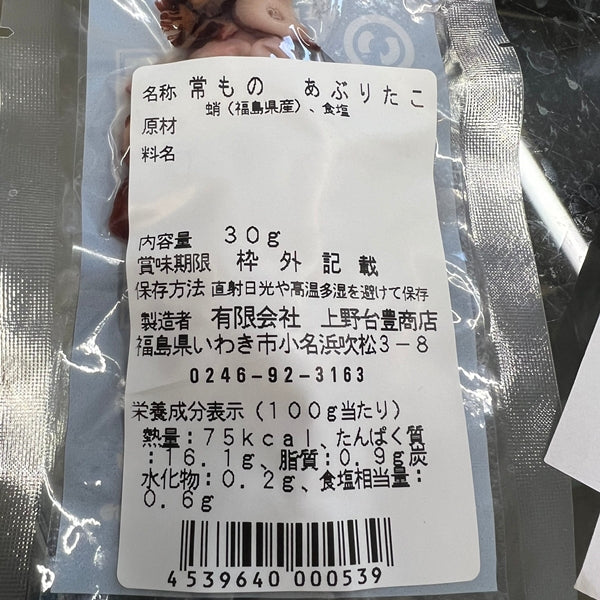 名称 常もの あぶりたこ
蛸（福島県産）、食塩
原材
料名
内容量 30g
賞味期限 枠外記載
保存方法 直射日光や高温多湿を避けて保存
製造者 有限会社 上野台豊商店
福島県いわき市小名浜吹松3－8
0246-92-3163
栄養成分表示（100g当たり）
熱量：75kcal、たんぱく質
：16.1g、脂質：0.9g炭
水化物：0.2g、食塩相当量：
0.6g
4539640 000539